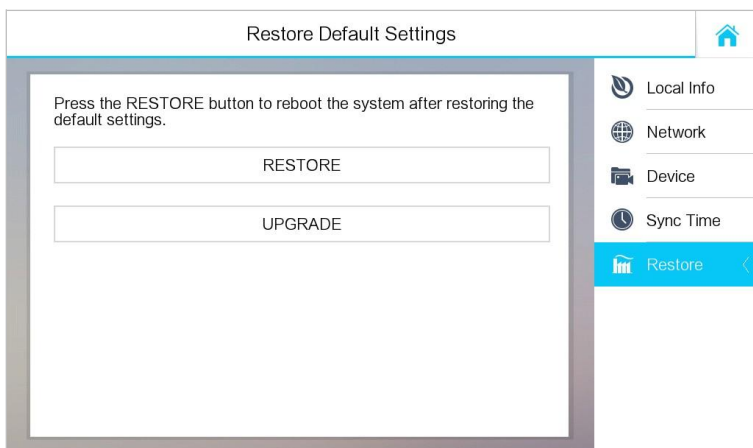 Restore Default Settings
Press the RESTORE button to reboot the system after restoring the
default settings.
RESTORE
UPGRADE
Local Info
Network
Device
Sync Time
Restore